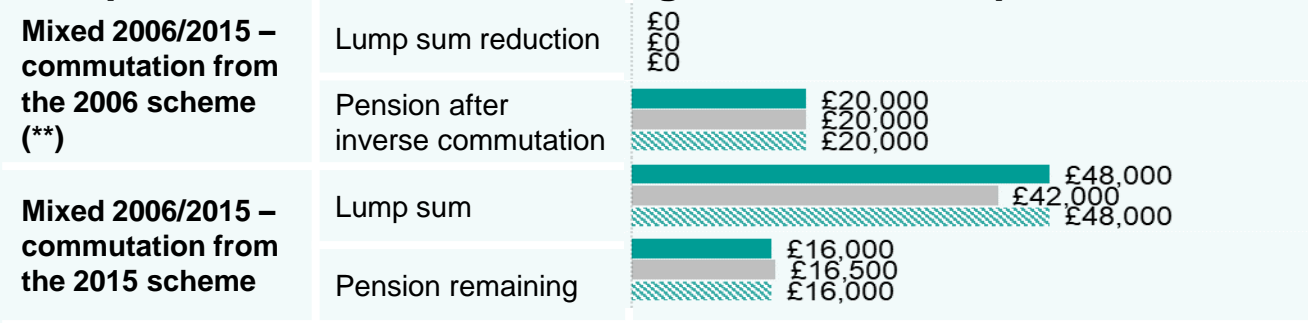 Mixed 2006/2015 –
commutation from
the 2006 scheme
(**)
Lump sum reduction
£0
£0
£0
Pension after
inverse commutation
£20,000
£20,000
£20,000
Mixed 2006/2015 –
commutation from
the 2015 scheme
Lump sum
£48,000
£42,000
£48,000
Pension remaining
£16,000
£16,500
£16,000